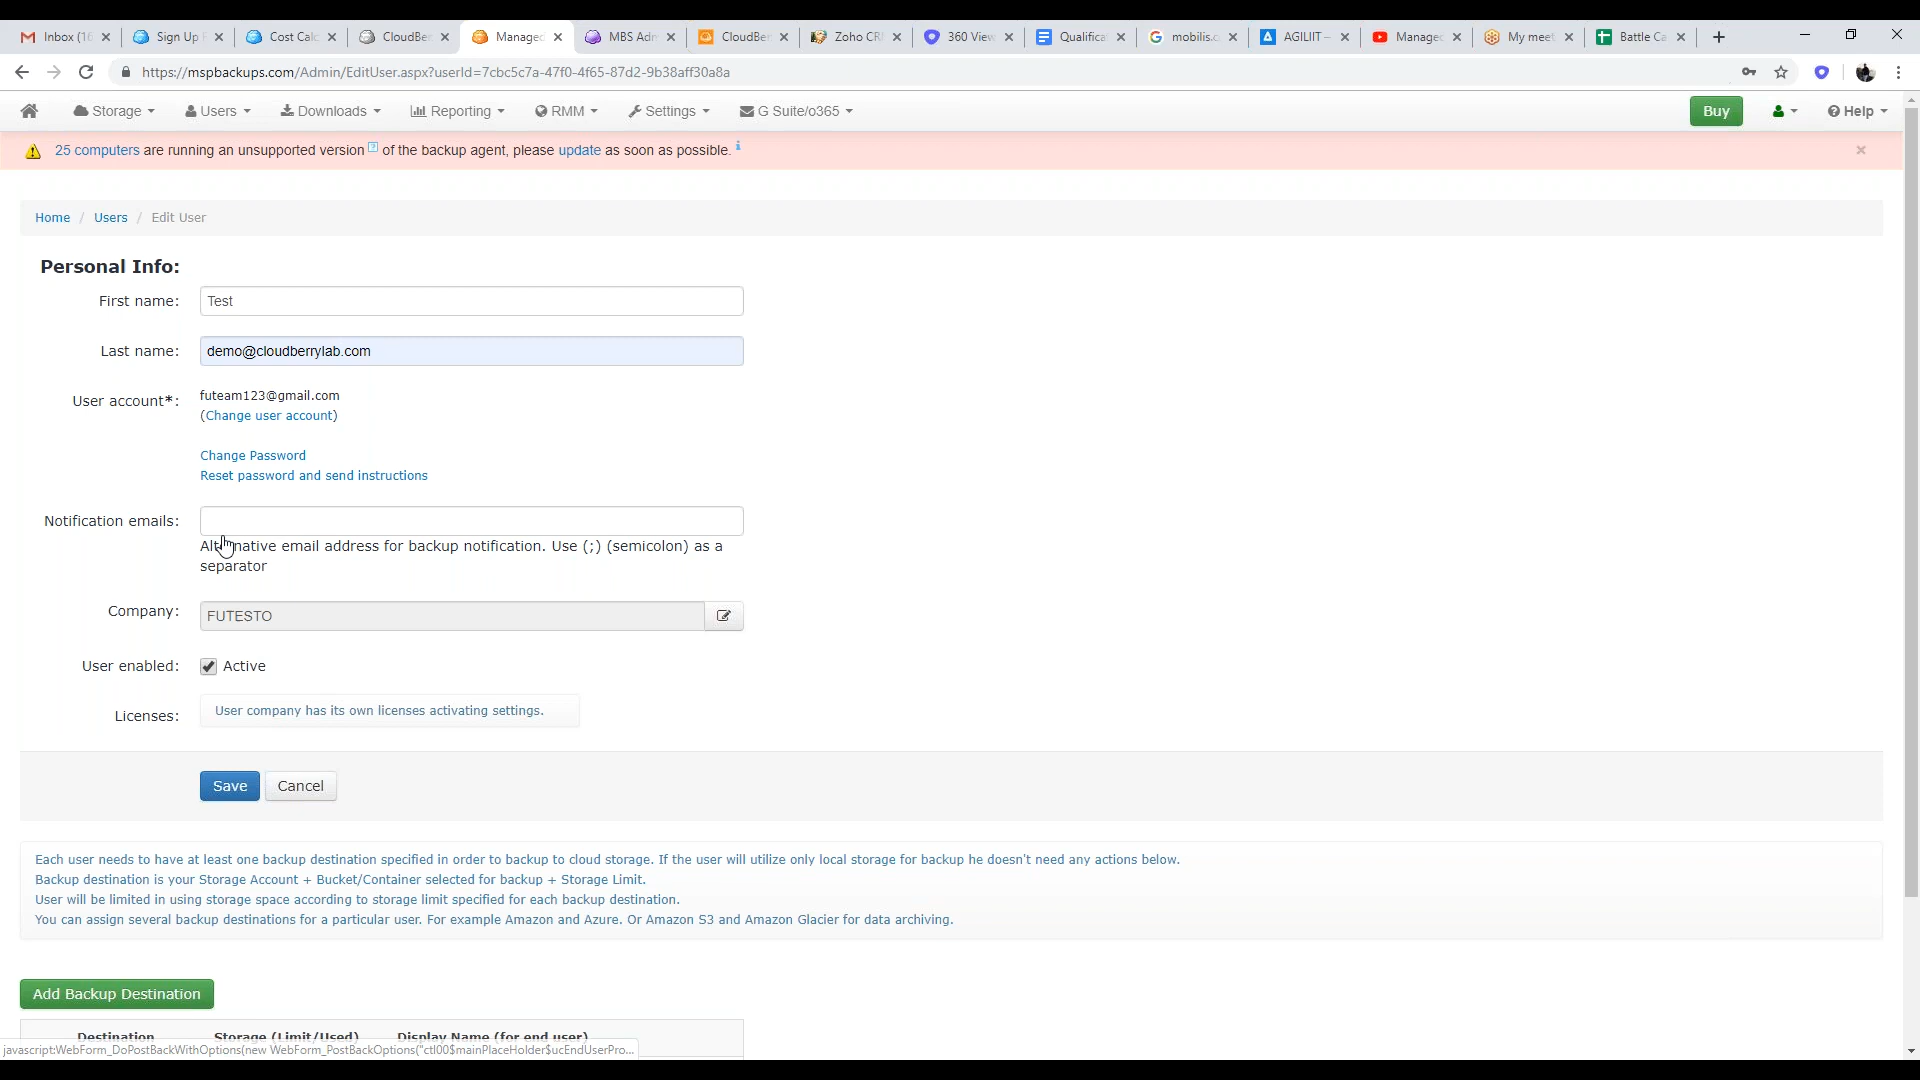 Inbox (16
Sign Up F
Cost Calc
CloudBer
Managed
MBS Adm
CloudBer
Zoho CRM
360 View
Qualificat
mobilis.c
AGILIIT –
Managed
My meet
Battle Ca
https://mspbackups.com/Admin/EditUser.aspx?userId=7cbc5c7a-47f0-4f65-87d2-9b38aff30a8a
Storage
Users
Downloads
Reporting
RMM
Settings
G Suite/o365
Buy
Help
25 computers are running an unsupported version ? of the backup agent, please update as soon as possible. i
Home / Users / Edit User
Personal Info:
First name: Test
Last name: demo@cloudberrylab.com
User account*: futeam123@gmail.com
(Change user account)
Change Password
Reset password and send instructions
Notification emails:
Alternative email address for backup notification. Use (;) (semicolon) as a
separator
Company: FUTESTO
User enabled: Active
Licenses: User company has its own licenses activating settings.
Save Cancel
Each user needs to have at least one backup destination specified in order to backup to cloud storage. If the user will utilize only local storage for backup he doesn't need any actions below.
Backup destination is your Storage Account + Bucket/Container selected for backup + Storage Limit.
User will be limited in using storage space according to storage limit specified for each backup destination.
You can assign several backup destinations for a particular user. For example Amazon and Azure. Or Amazon S3 and Amazon Glacier for data archiving.
Add Backup Destination
Destination Storage (Limit/Used) Display Name (for end user)
javascript:WebForm_DoPostBackWithOptions(new WebForm_PostBackOptions("ctl00$mainPlaceHolder$ucEndUserPro...